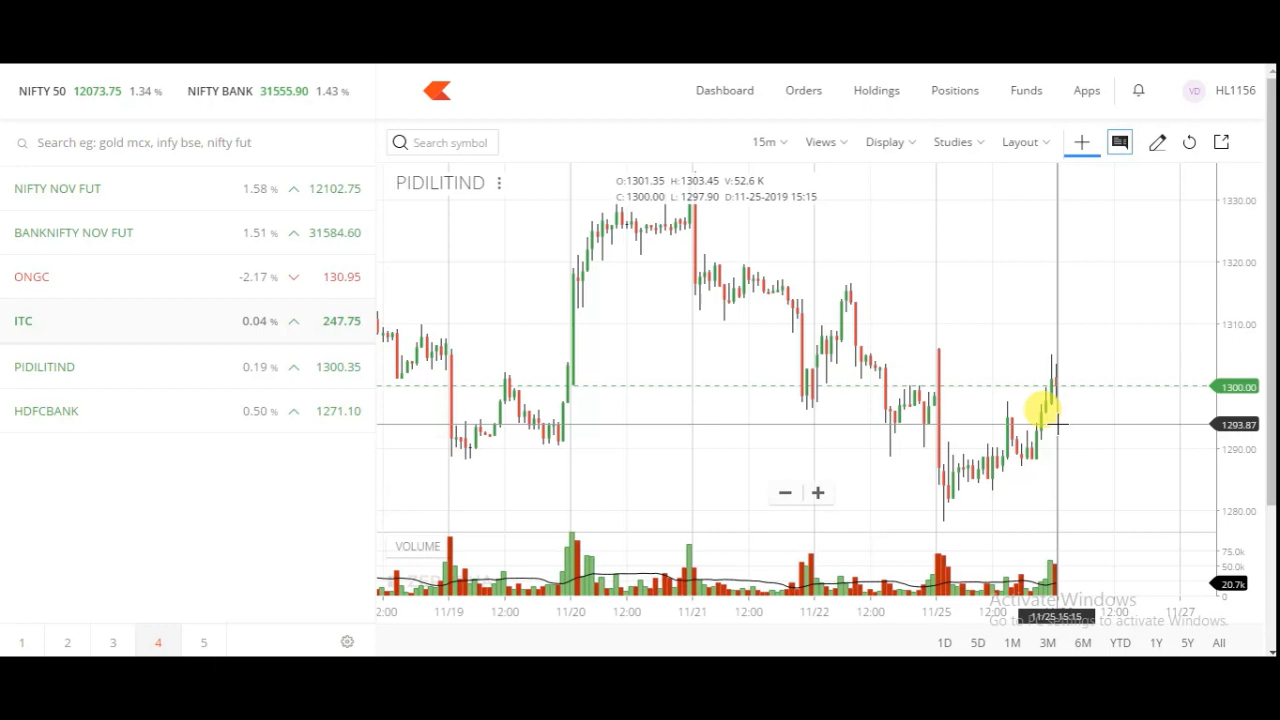 NIFTY 50 12073.75 1.34 % NIFTY BANK 31555.90 1.43 %
Dashboard Orders Holdings Positions Funds Apps VD HL1156
Search eg: gold mcx, infy bse, nifty fut
Search symbol 15m Views Display Studies Layout
NIFTY NOV FUT 1.58 % 12102.75
BANKNIFTY NOV FUT 1.51 % 31584.60
ONGC -2.17 % 130.95
ITC 0.04 % 247.75
PIDILITIND 0.19 % 1300.35
HDFCBANK 0.50 % 1271.10
PIDILITIND
O:1301.35 H:1303.45 V:52.6 K
C:1300.00 L: 1297.90 D:11-25-2019 15:15
1330.00
1320.00
1310.00
1300.00
1293.87
1290.00
1280.00
VOLUME
75.0k
50.0k
20.7k
0
12:00 11/19 12:00 11/20 12:00 11/21 12:00 11/22 12:00 11/25 12:00 12:00 11/27
11/25 15:15
Activate Windows
Go to PC settings to activate Windows.
1 2 3 4 5
1D 5D 1M 3M 6M YTD 1Y 5Y All